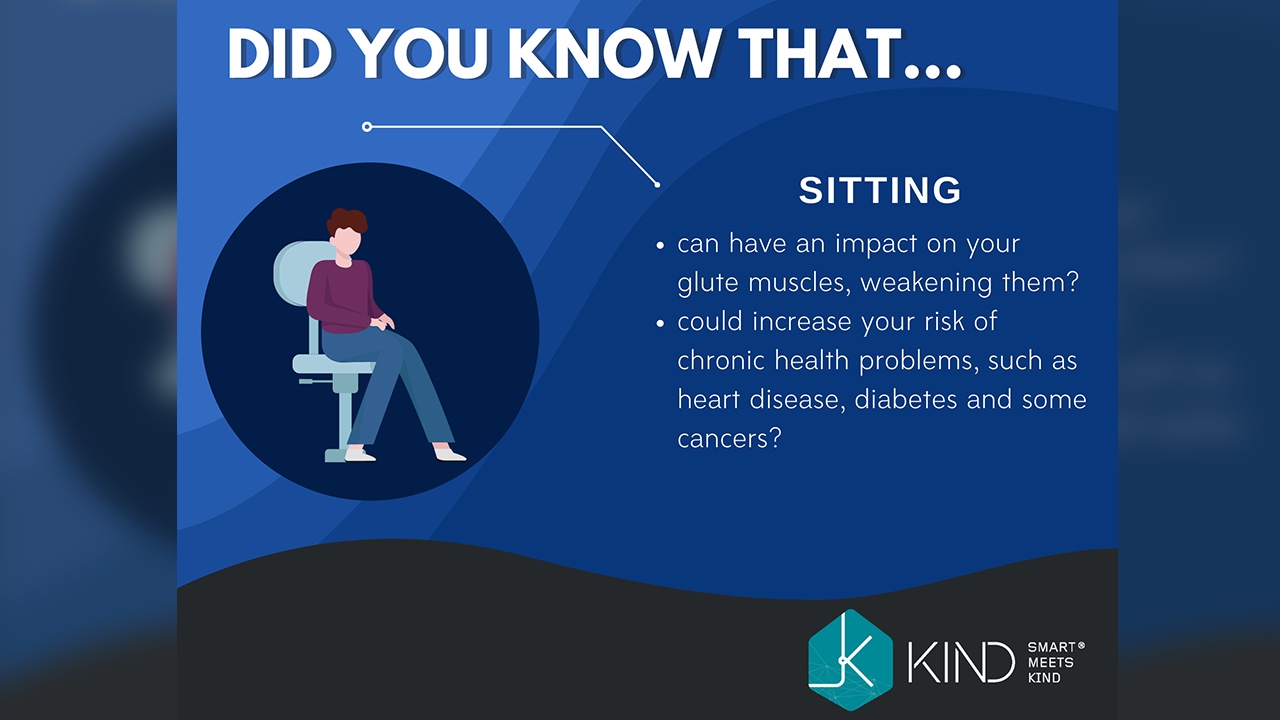 DID YOU KNOW THAT...
SITTING
• can have an impact on your
glute muscles, weakening them?
• could increase your risk of
chronic health problems, such as
heart disease, diabetes and some
cancers?
KIND
SMART®
MEETS
KIND